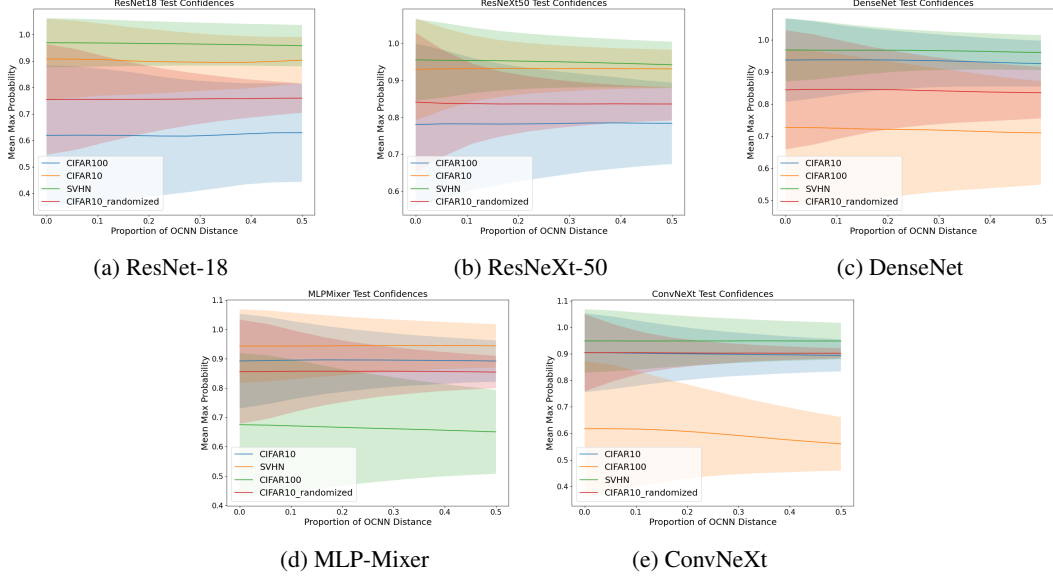 ResNet18 Test Confidences
Mean Max Probability
1.0
0.9
0.8
0.7
0.6
0.5
0.4
CIFAR100
CIFAR10
SVHN
CIFAR10_randomized
0.0 0.1 0.2 0.3 0.4 0.5
Proportion of OCNN Distance
(a) ResNet-18
ResNeXt50 Test Confidences
Mean Max Probability
1.0
0.9
0.8
0.7
0.6
CIFAR100
CIFAR10
SVHN
CIFAR10_randomized
0.0 0.1 0.2 0.3 0.4 0.5
Proportion of OCNN Distance
(b) ResNeXt-50
DenseNet Test Confidences
Mean Max Probability
1.0
0.9
0.8
0.7
0.6
0.5
CIFAR10
CIFAR100
SVHN
CIFAR10_randomized
0.0 0.1 0.2 0.3 0.4 0.5
Proportion of OCNN Distance
(c) DenseNet
MLPMixer Test Confidences
Mean Max Probability
1.1
1.0
0.9
0.8
0.7
0.6
0.5
0.4
CIFAR10
SVHN
CIFAR100
CIFAR10_randomized
0.0 0.1 0.2 0.3 0.4 0.5
Proportion of OCNN Distance
(d) MLP-Mixer
ConvNeXt Test Confidences
Mean Max Probability
1.1
1.0
0.9
0.8
0.7
0.6
0.5
0.4
CIFAR10
CIFAR100
SVHN
CIFAR10_randomized
0.0 0.1 0.2 0.3 0.4 0.5
Proportion of OCNN Distance
(e) ConvNeXt